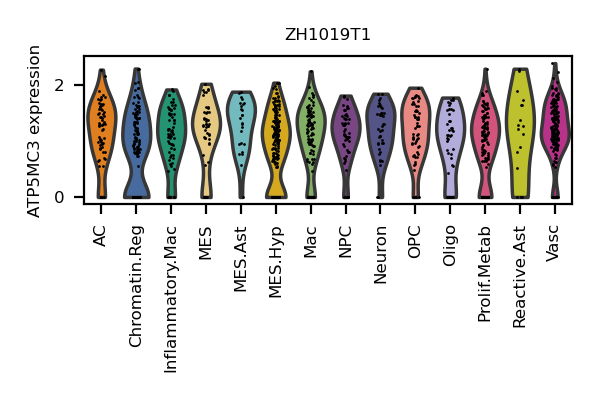 ZH1019T1
ATP5MC3 expression
2
0
AC
Chromatin.Reg
Inflammatory.Mac
MES
MES.Ast
MES.Hyp
Mac
NPC
Neuron
OPC
Oligo
Prolif.Metab
Reactive.Ast
Vasc